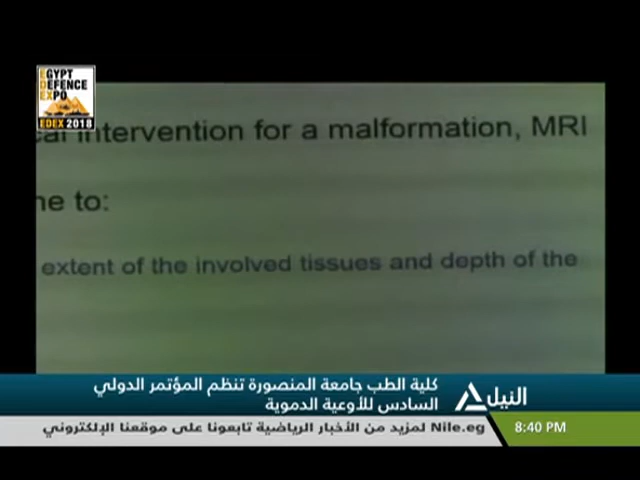 EGYPT
DEFENCE
EXPO
EDEX 2018
intervention for a malformation, MRI
to:
extent of the involved tissues and depth of the
كلية الطب جامعة المنصورة تنظم المؤتمر الدولي
السادس للأوعية الدموية
النيل
Nile.eg لمزيد من الأخبار الرياضية تابعونا على موقعنا الإلكتروني
8:40 PM